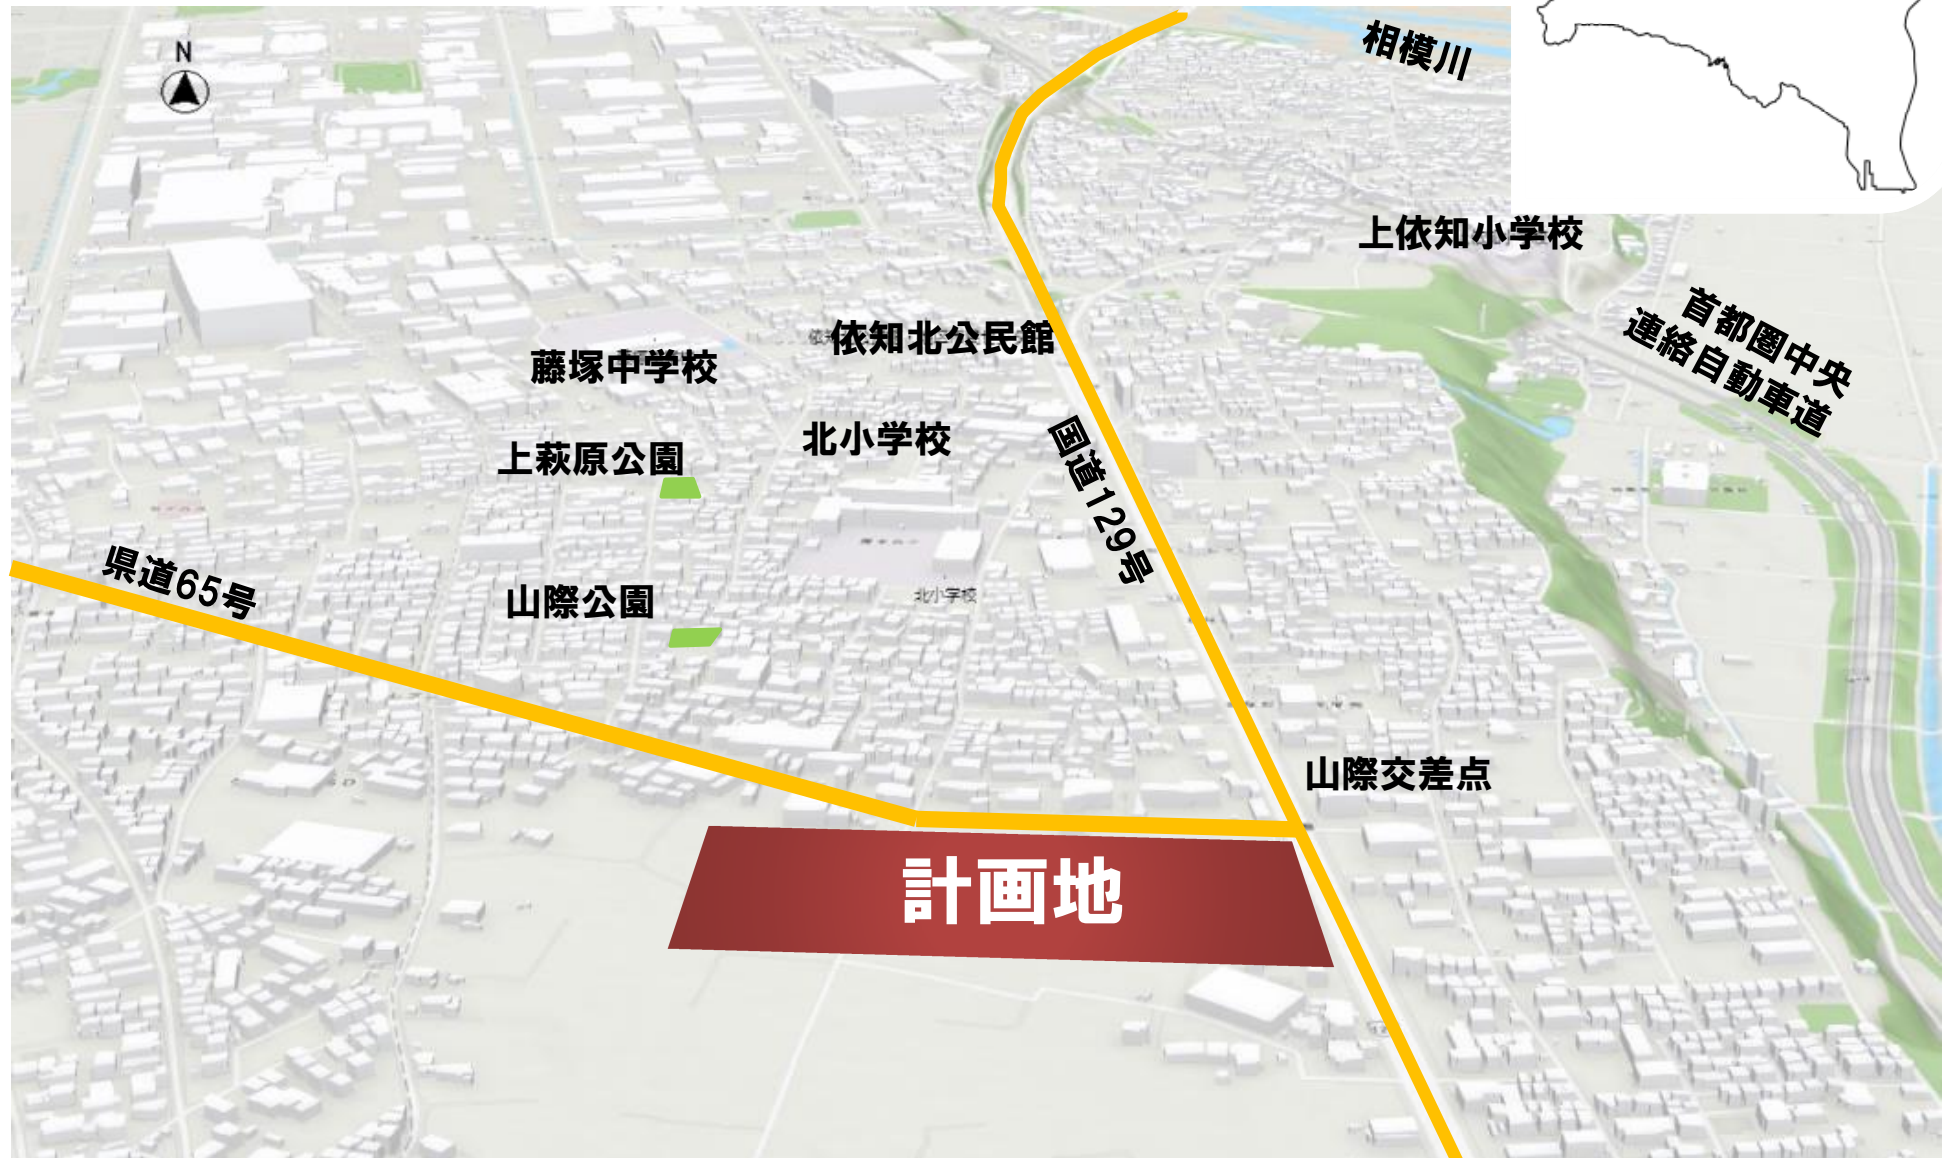 N
相模川
上依知小学校
首都圏中央
連絡自動車道
依知北公民館
藤塚中学校
北小学校
上萩原公園
国道129号
県道65号
山際公園
北小学校
山際交差点
計画地